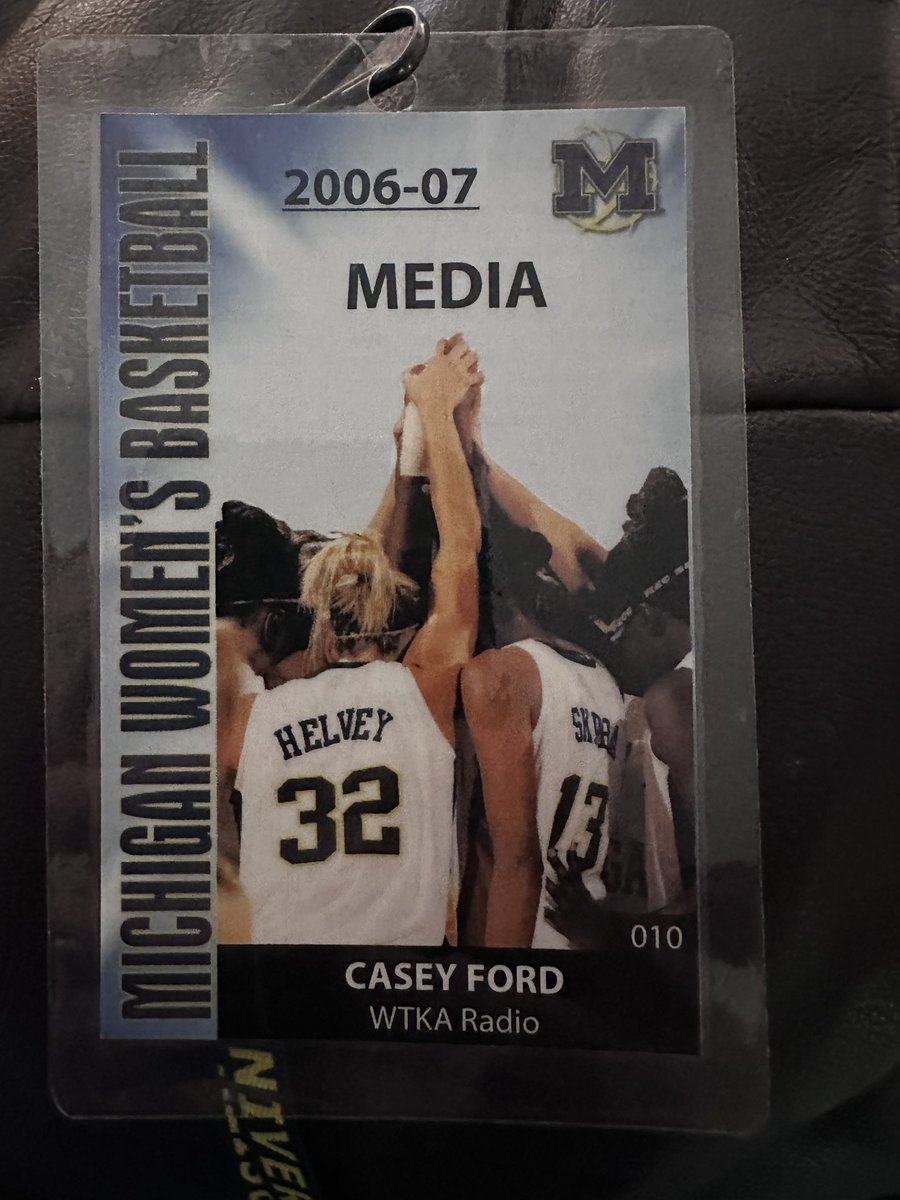 2006-07
M
MEDIA
MICHIGAN WOMEN'S BASKETBALL
HELVEY
32
13
010
CASEY FORD
WTKA Radio